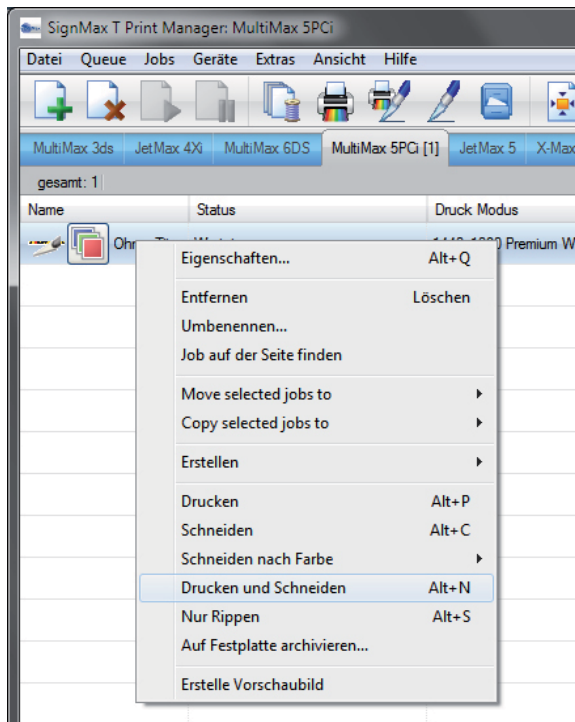 SignMax T Print Manager: MultiMax 5PCi
Datei Queue Jobs Geräte Extras Ansicht Hilfe
MultiMax 3ds JetMax 4Xi MultiMax 6DS MultiMax 5PCi [1] JetMax 5 X-Max
gesamt: 1
Name Status Druck Modus
Premium W
Eigenschaften... Alt+Q
Entfernen Löschen
Umbenennen...
Job auf der Seite finden
Move selected jobs to
Copy selected jobs to
Erstellen
Drucken Alt+P
Schneiden Alt+C
Schneiden nach Farbe
Drucken und Schneiden Alt+N
Nur Rippen Alt+S
Auf Festplatte archivieren...
Erstelle Vorschaubild